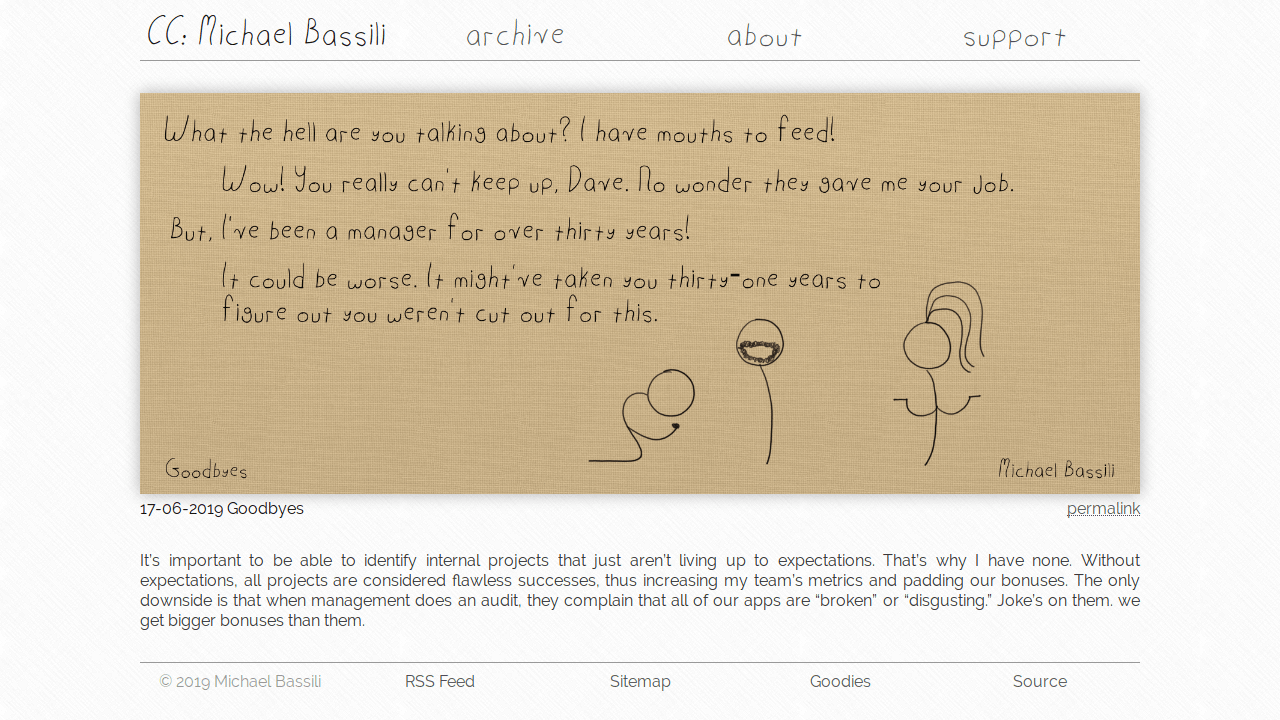 CC: Michael Bassili archive about support
What the hell are you talking about? I have mouths to feed!
Wow! You really can't keep up, Dave. No wonder they gave me your job.
But, I've been a manager for over thirty years!
It could be worse. It might've taken you thirty-one years to
figure out you weren't cut out for this.
Goodbyes Michael Bassili
17-06-2019 Goodbyes permalink
It’s important to be able to identify internal projects that just aren’t living up to expectations. That’s why I have none. Without
expectations, all projects are considered flawless successes, thus increasing my team’s metrics and padding our bonuses. The only
downside is that when management does an audit, they complain that all of our apps are “broken” or “disgusting.” Joke’s on them. we
get bigger bonuses than them.
© 2019 Michael Bassili RSS Feed Sitemap Goodies Source